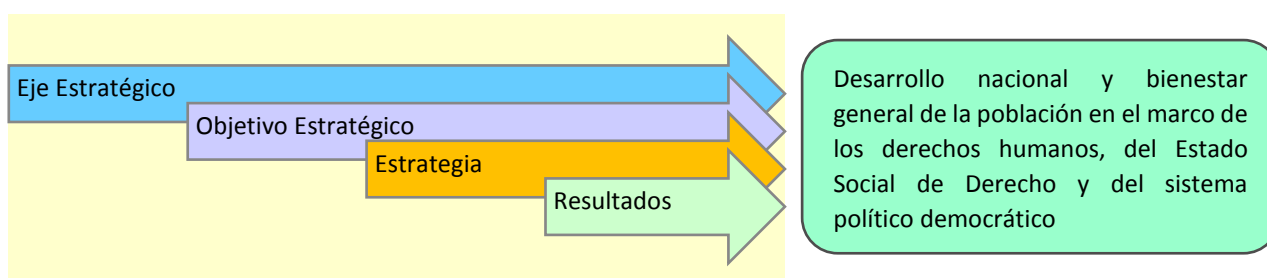 Eje Estratégico
Objetivo Estratégico
Estrategia
Resultados
Desarrollo nacional y bienestar
general de la población en el marco de
los derechos humanos, del Estado
Social de Derecho y del sistema
político democrático